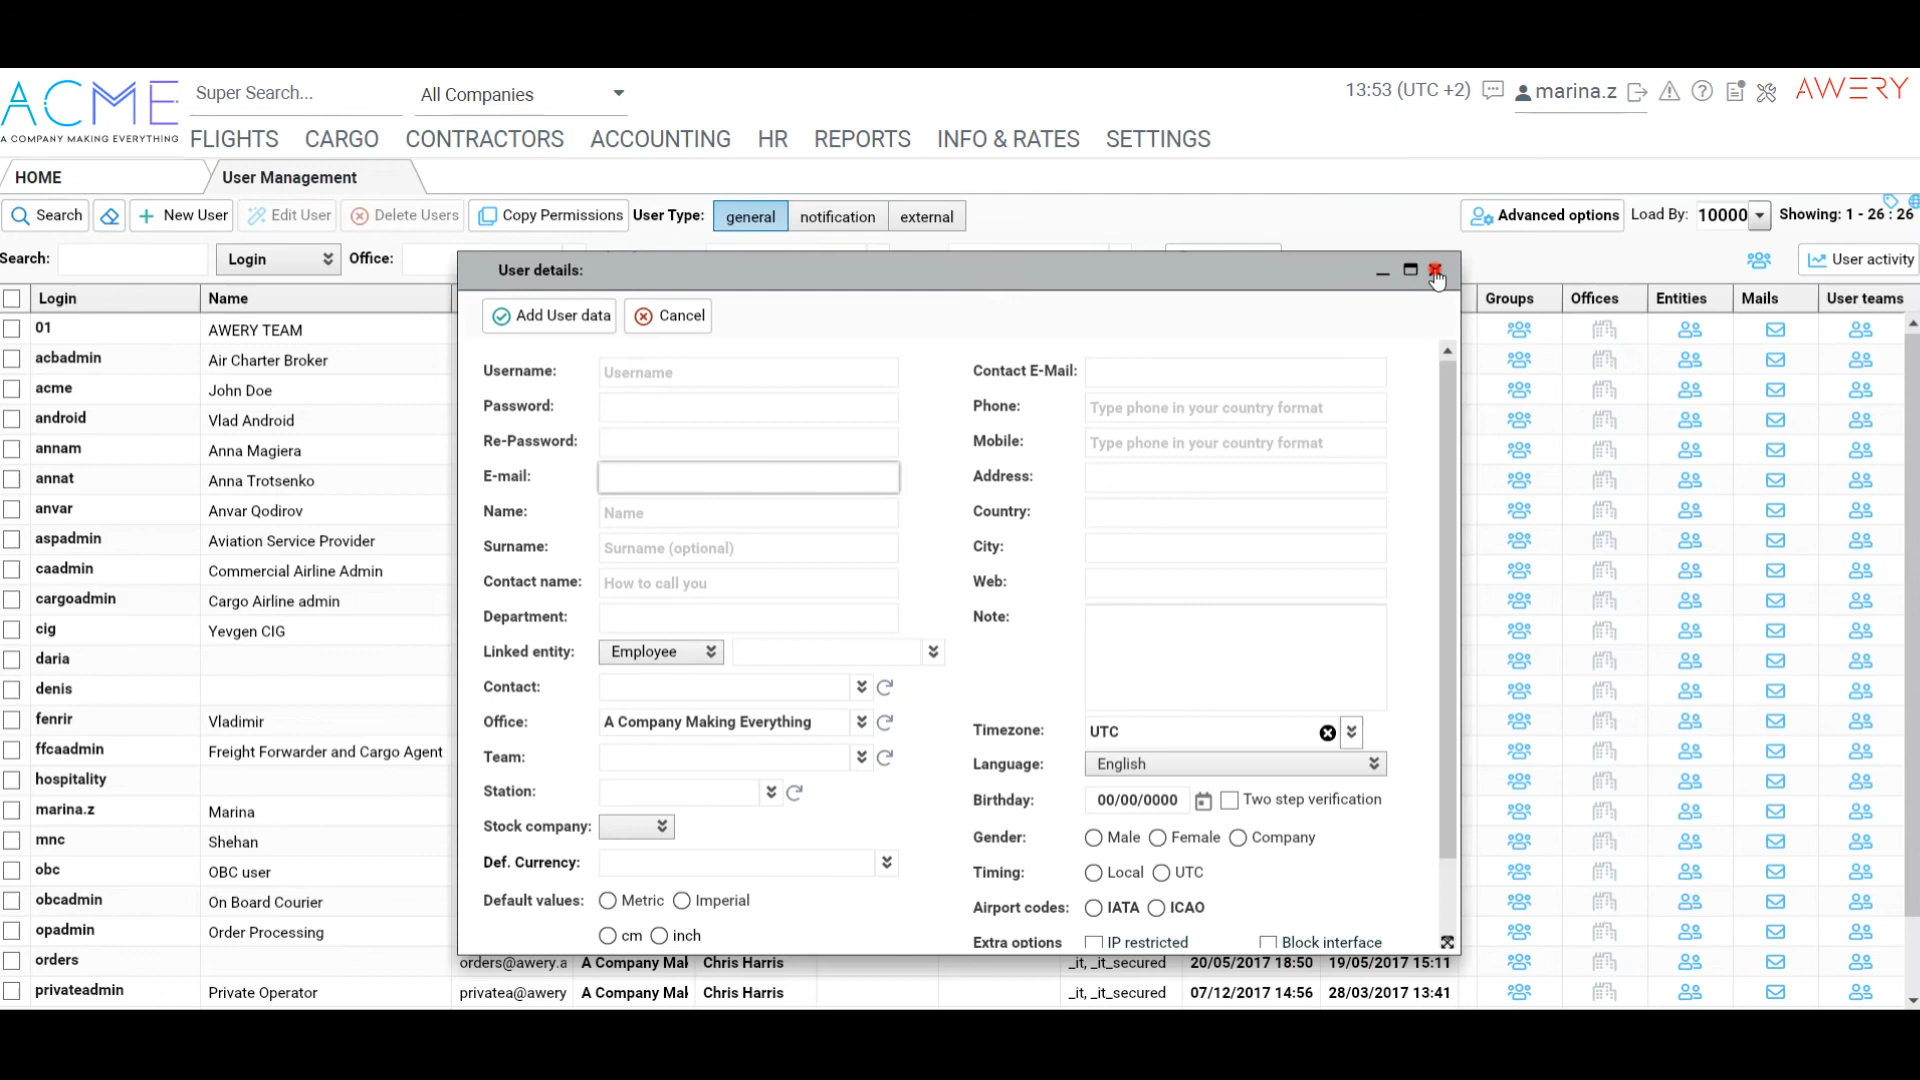 ACME
A COMPANY MAKING EVERYTHING
Super Search...
All Companies
13:53 (UTC +2)
marina.z
AWERY
FLIGHTS CARGO CONTRACTORS ACCOUNTING HR REPORTS INFO & RATES SETTINGS
HOME
User Management
Search
New User
Edit User
Delete Users
Copy Permissions
User Type:
general
notification
external
Advanced options
Load By:
10000
Showing: 1 - 26 : 26
Search:
Login
Office:
User activity
Login Name Groups Offices Entities Mails User teams
01 AWERY TEAM
acbadmin Air Charter Broker
acme John Doe
android Vlad Android
annam Anna Magiera
annat Anna Trotsenko
anvar Anvar Qodirov
aspadmin Aviation Service Provider
caadmin Commercial Airline Admin
cargoadmin Cargo Airline admin
cig Yevgen CIG
daria
denis
fenrir Vladimir
ffcaadmin Freight Forwarder and Cargo Agent
hospitality
marina.z Marina
mnc Shehan
obc OBC user
obcadmin On Board Courier
opadmin Order Processing
orders orders@awery.a A Company Mal Chris Harris _it, _it_secured 20/05/2017 18:50 19/05/2017 15:11
privateadmin Private Operator privatea@awery A Company Mal Chris Harris _it, _it_secured 07/12/2017 14:56 28/03/2017 13:41
User details:
Add User data
Cancel
Username: Username
Password:
Re-Password:
E-mail:
Name: Name
Surname: Surname (optional)
Contact name: How to call you
Department:
Linked entity: Employee
Contact:
Office: A Company Making Everything
Team:
Station:
Stock company:
Def. Currency:
Default values: Metric Imperial
cm inch
Contact E-Mail:
Phone: Type phone in your country format
Mobile: Type phone in your country format
Address:
Country:
City:
Web:
Note:
Timezone: UTC
Language: English
Birthday: 00/00/0000 Two step verification
Gender: Male Female Company
Timing: Local UTC
Airport codes: IATA ICAO
Extra options IP restricted Block interface